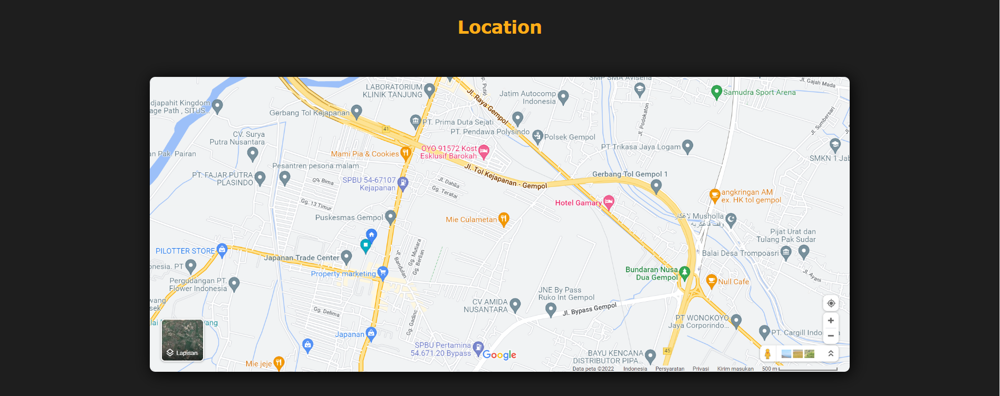 Location
LABORATORIUM
KLINIK TANJUNG
Jl. Raya Gempol
Jatim Autocomp
Indonesia
SMP SMA Avisena
Samudra Sport Arena
Jl. Gajah Mada
djapahit Kingdom
age Path , SITUS...
Gerbang Tol Kejapanan
41
PT. Prima Duta Sejati
PT. Pendawa Polysindo
Polsek Gempol
Jl. Podokaton
Jl. Sumbersari
CV. Surya
Putra Nusantara
an Pak. Pairan
Mami Pia & Cookies
OYO 91572 Kost
Esklusif Barokah
PT Trikasa Jaya Logam
SMKN 1 Jab
Pesantren pesona malam
PT. FAJAR PUTRA
PLASINDO
Gg. Bima
SPBU 54-67107
Kejapanan
Jl. Dahlia
Gg. Teratai
Jl. Tol Kejapanan - Gempol
Gerbang Tol Gempol 1
Gg. 13 Timur
Hotel Gamary
angkringan AM
ex. HK tol gempol
Puskesmas Gempol
Mie Culametan
Musholla
Pijat Urat dan
Tulang Pak Sudar
PILOTTER STORE
Japanan Trade Center
Gg. Mutiara
Gg. Berlian
Jl. Bandulan
Balai Desa Trompoasri
onesia. PT
Property marketing
Bundaran Nusa
Dua Gempol
Jl. Ayani
Null Cafe
Pergudangan PT.
Flower Indonesia
JNE By Pass
Ruko Int Gempol
wang
sek
CV AMIDA
NUSANTARA
Jl. Bypass Gempol
Gg. Delima
Gg. Gadinc
PT WONOKOYO
Jaya Corporindo...
lai
ang
Japanan
PT. Cargill Indo
a
Lapisan
SPBU Pertamina
54.671.20 Bypass
Google
BAYU KENCANA
DISTRIBUTOR PIPA...
45
Mie jeje
Data peta ©2022 Indonesia Persyaratan Privasi Kirim masukan 500 m